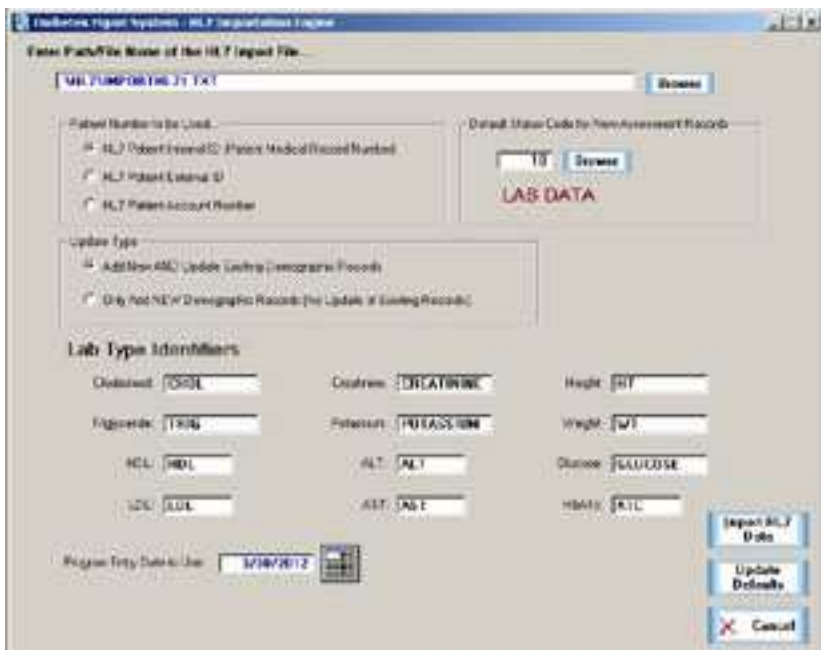 Diabetes System - HL7 Importation Engine
Enter Path/File Name of the HL7 Import File...
Browse
Patient Number to be Used
HL7 Patient Internal ID (Patient Medical Record Number)
HL7 Patient External ID
HL7 Patient Account Number
Default Status Code for New Assessment Records
10 Browse
LAB DATA
Update Type
Add New AND Update Existing Demographic Records
Only Add NEW Demographic Records (No Update of Existing Records)
Lab Type Identifiers
Cholesterol: CHOL Creatinine: CREATININE Height: HT
Triglyceride: TRIG Potassium: POTASSIUM Weight: WT
HDL: HDL ALT: ALT Glucose: GLUCOSE
LDL: LDL AST: AST HbA1c: A1C
Program Entry Date to Use:
Import HL7 Data
Update Defaults
Cancel